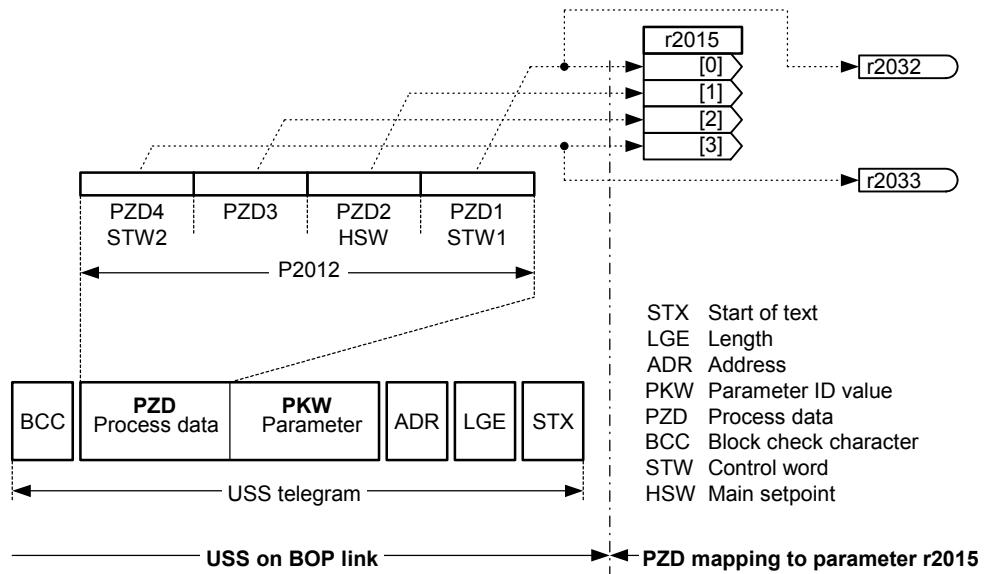 r2015
[0]
r2032
[1]
[2]
[3]
r2033
PZD4 PZD3 PZD2 PZD1
STW2 HSW STW1
P2012
STX Start of text
LGE Length
ADR Address
PKW Parameter ID value
PZD Process data
BCC Block check character
STW Control word
HSW Main setpoint
BCC
PZD
Process data
PKW
Parameter
ADR
LGE
STX
USS telegram
USS on BOP link
PZD mapping to parameter r2015